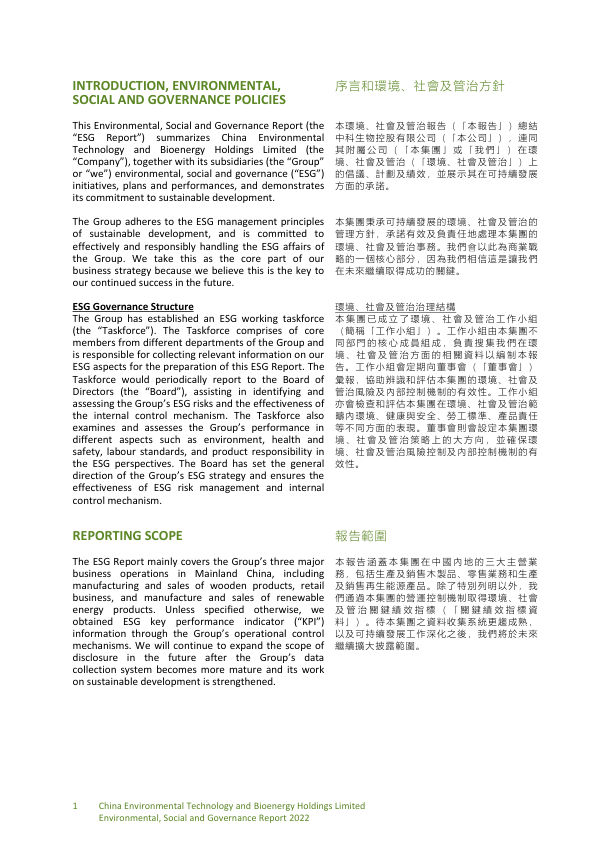 INTRODUCTION, ENVIRONMENTAL,
SOCIAL AND GOVERNANCE POLICIES
This Environmental, Social and Governance Report (the
“ESG Report”) summarizes China Environmental
Technology and Bioenergy Holdings Limited (the
“Company”), together with its subsidiaries (the “Group”
or “we”) environmental, social and governance (“ESG”)
initiatives, plans and performances, and demonstrates
its commitment to sustainable development.
The Group adheres to the ESG management principles
of sustainable development, and is committed to
effectively and responsibly handling the ESG affairs of
the Group. We take this as the core part of our
business strategy because we believe this is the key to
our continued success in the future.
ESG Governance Structure
The Group has established an ESG working taskforce
(the “Taskforce”). The Taskforce comprises of core
members from different departments of the Group and
is responsible for collecting relevant information on our
ESG aspects for the preparation of this ESG Report. The
Taskforce would periodically report to the Board of
Directors (the “Board”), assisting in identifying and
assessing the Group’s ESG risks and the effectiveness of
the internal control mechanism. The Taskforce also
examines and assesses the Group’s performance in
different aspects such as environment, health and
safety, labour standards, and product responsibility in
the ESG perspectives. The Board has set the general
direction of the Group’s ESG strategy and ensures the
effectiveness of ESG risk management and internal
control mechanism.
REPORTING SCOPE
The ESG Report mainly covers the Group’s three major
business operations in Mainland China, including
manufacturing and sales of wooden products, retail
business, and manufacture and sales of renewable
energy products. Unless specified otherwise, we
obtained ESG key performance indicator (“KPI”)
information through the Group’s operational control
mechanisms. We will continue to expand the scope of
disclosure in the future after the Group’s data
collection system becomes more mature and its work
on sustainable development is strengthened.
序言和環境、社會及管治方針
本環境、社會及管治報告（「本報告」）總結
中科生物控股有限公司（「本公司」），連同
其附屬公司（「本集團」或「我們」）在環
境、社會及管治（「環境、社會及管治」）上
的倡議、計劃及績效，並展示其在可持續發展
方面的承諾。
本集團秉承可持續發展的環境、社會及管治的
管理方針，承諾有效及負責任地處理本集團的
環境、社會及管治事務。我們會以此為商業戰
略的一個核心部分，因為我們相信這是讓我們
在未來繼續取得成功的關鍵。
環境、社會及管治治理結構
本集團已成立了環境、社會及管治工作小組
（簡稱「工作小組」）。工作小組由本集團不
同部門的核心成員組成，負責搜集我們在環
境、社會及管治方面的相關資料以編制本報
告。工作小組會定期向董事會（「董事會」）
彙報，協助辨識和評估本集團的環境、社會及
管治風險及內部控制機制的有效性。工作小組
亦會檢查和評估本集團在環境、社會及管治範
疇內環境、健康與安全、勞工標準、產品責任
等不同方面的表現。董事會則會設定本集團環
境、社會及管治策略上的大方向，並確保環
境、社會及管治風險控制及內部控制機制的有
效性。
報告範圍
本報告涵蓋本集團在中國內地的三大主營業
務，包括生產及銷售木製品、零售業務和生產
及銷售再生能源產品。除了特別列明以外，我
們通過本集團的營運控制機制取得環境、社會
及管治關鍵績效指標（「關鍵績效指標資
料」）。待本集團之資料收集系統更趨成熟，
以及可持續發展工作深化之後，我們將於未來
繼續擴大披露範圍。
1 China Environmental Technology and Bioenergy Holdings Limited
Environmental, Social and Governance Report 2022